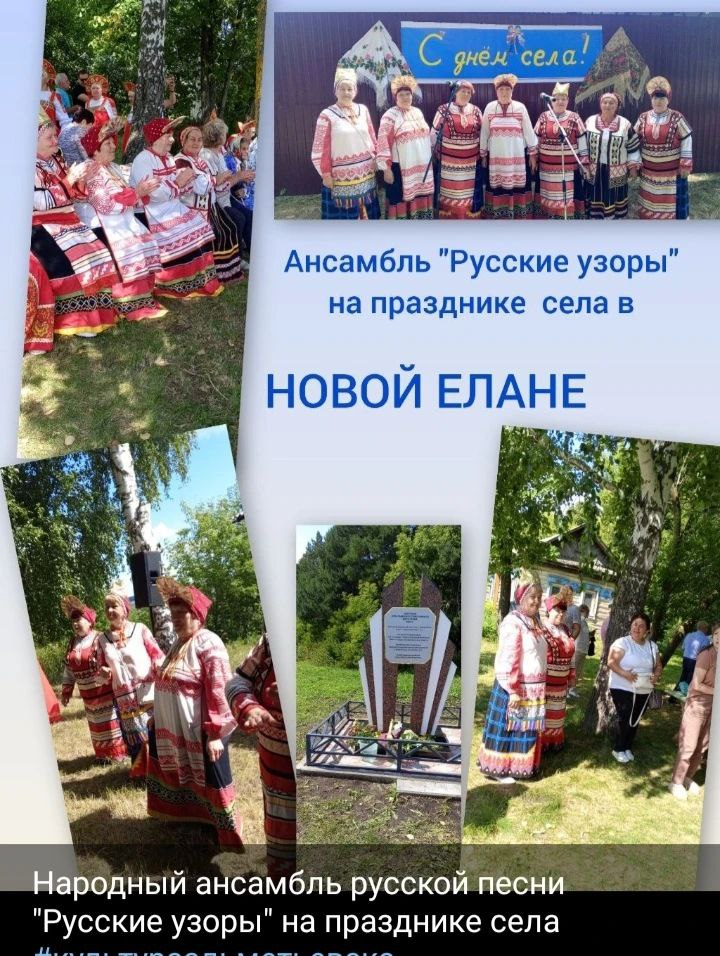 С днём села!
Ансамбль "Русские узоры"
на празднике села в
НОВОЙ ЕЛАНЕ
Народный ансамбль русской песни
"Русские узоры" на празднике села